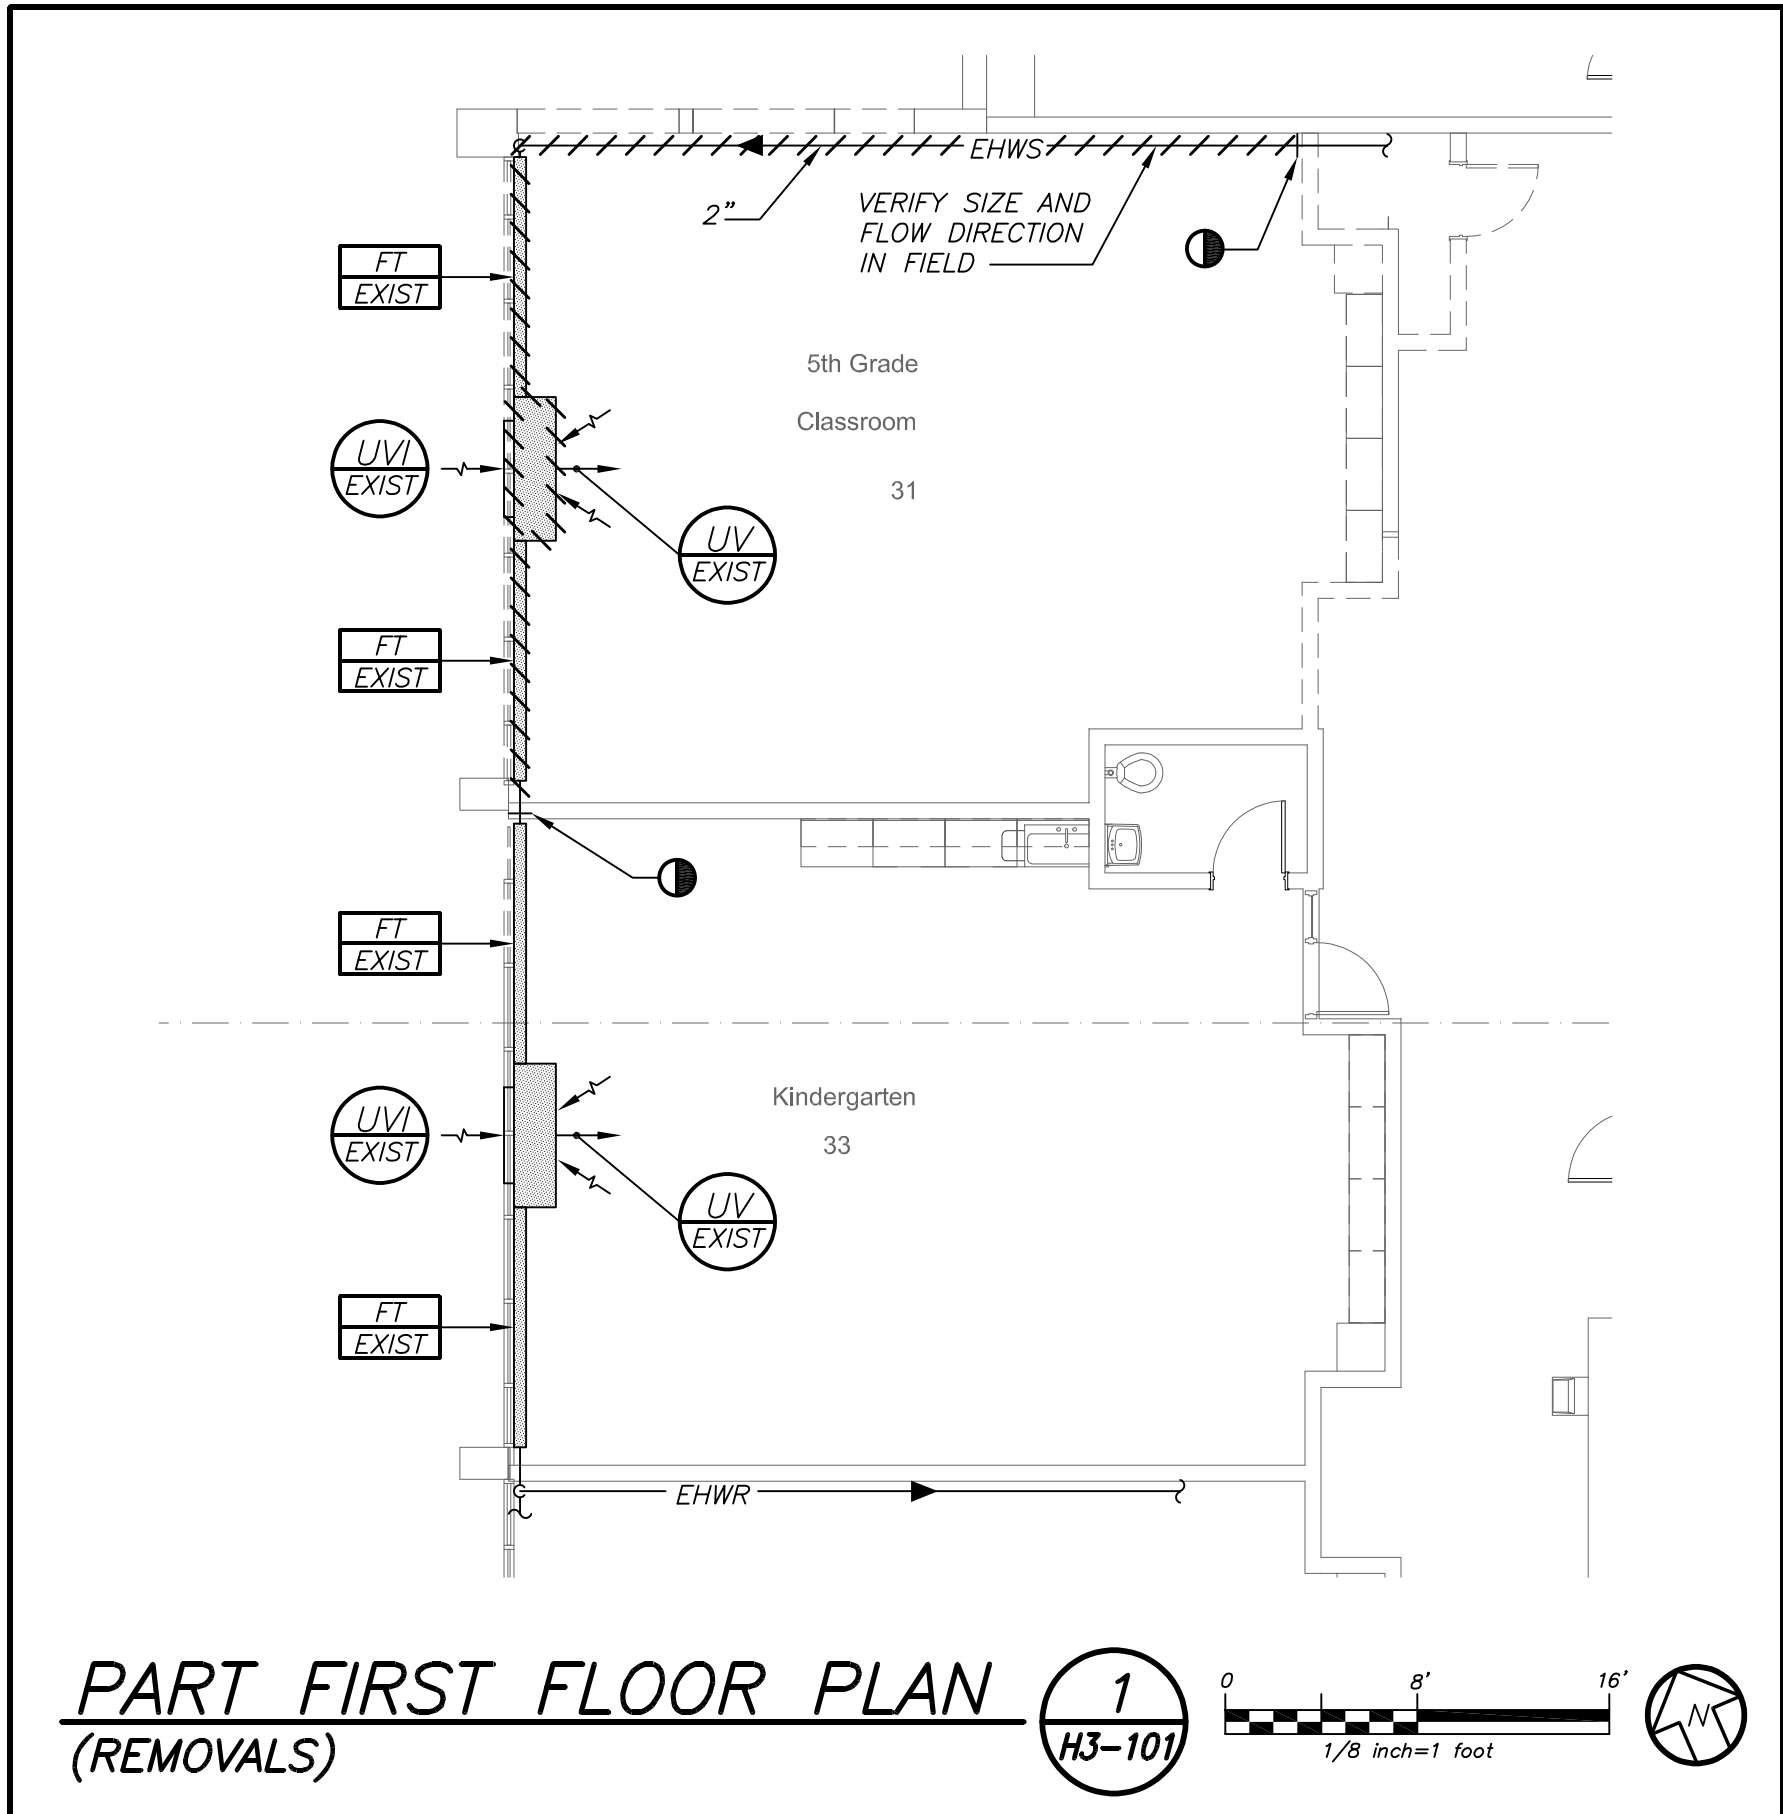 EHWS
2"
VERIFY SIZE AND
FLOW DIRECTION
IN FIELD
FT
EXIST
5th Grade
Classroom
31
UVI
EXIST
UV
EXIST
FT
EXIST
FT
EXIST
Kindergarten
33
UVI
EXIST
UV
EXIST
FT
EXIST
EHWR
PART FIRST FLOOR PLAN
(REMOVALS)
1
H3-101
0 8' 16'
1/8 inch=1 foot
N